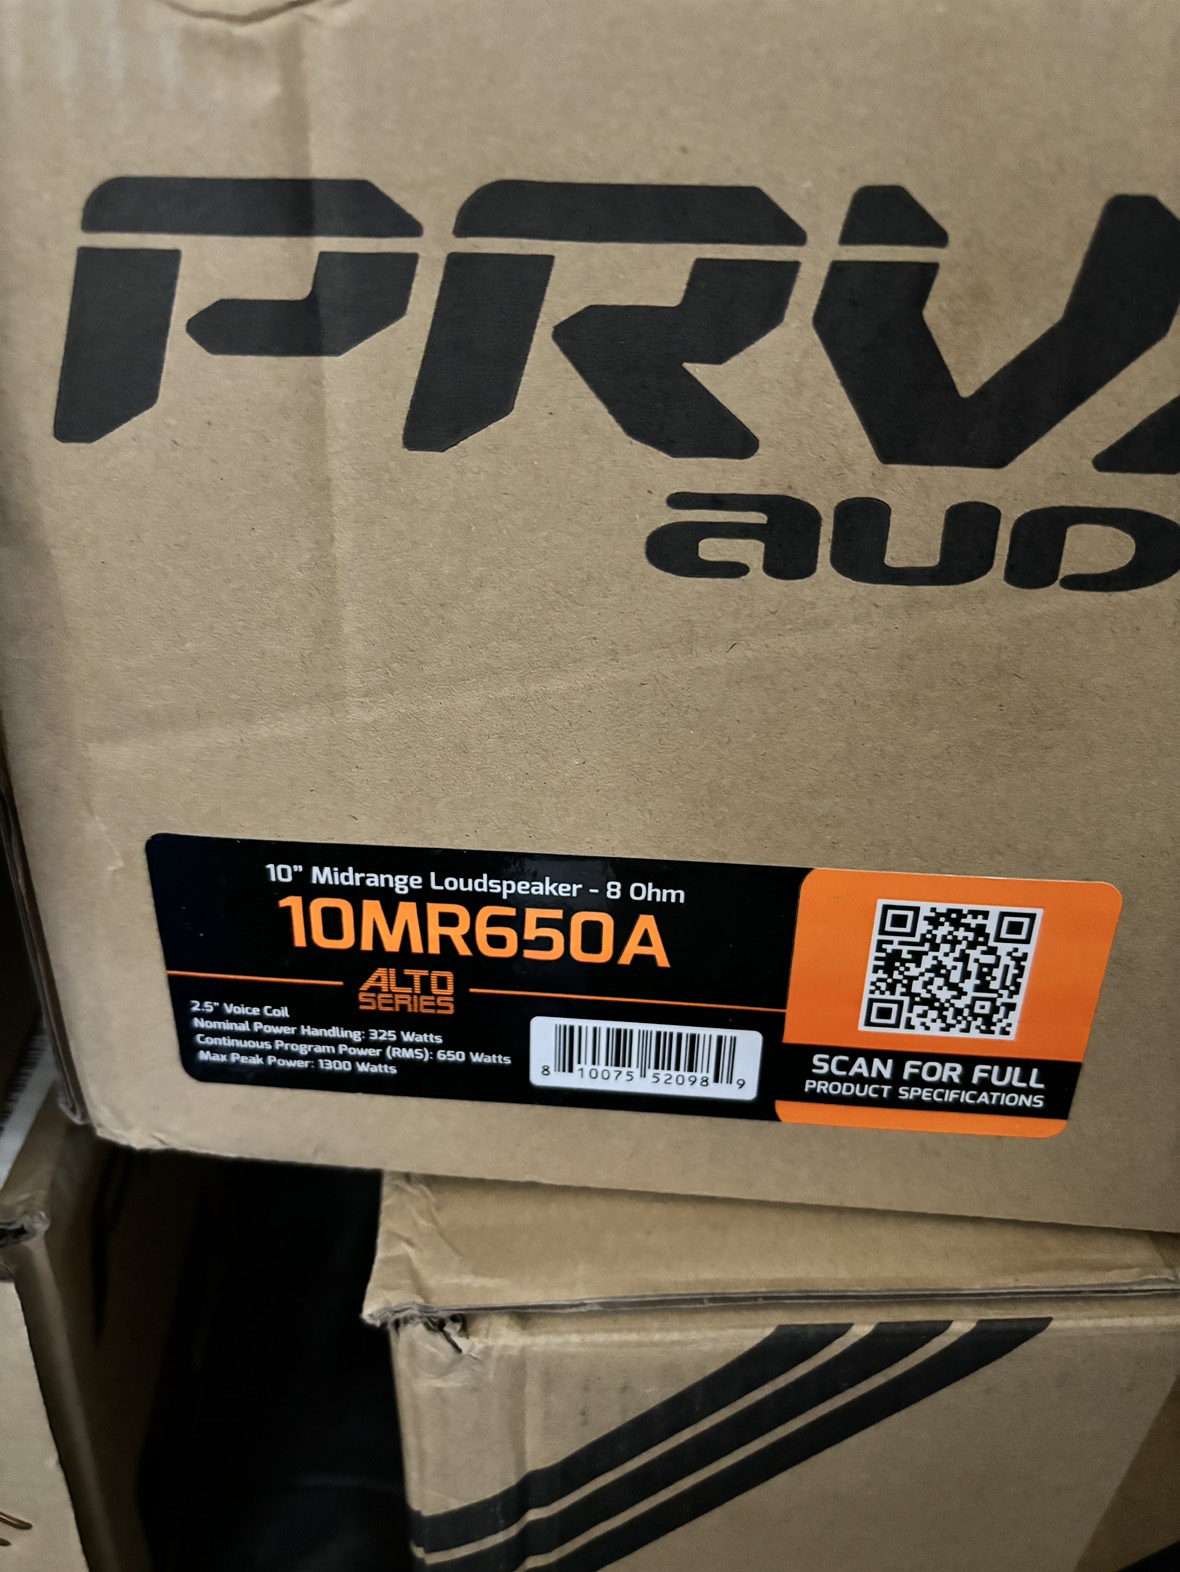 PRV
auD
10" Midrange Loudspeaker - 8 Ohm
10MR650A
ALTO
SERIES
2.5" Voice Coil
Nominal Power Handling: 325 Watts
Continuous Program Power (RMS): 650 Watts
Max Peak Power: 1300 Watts
8 10075 52098 9
SCAN FOR FULL
PRODUCT SPECIFICATIONS